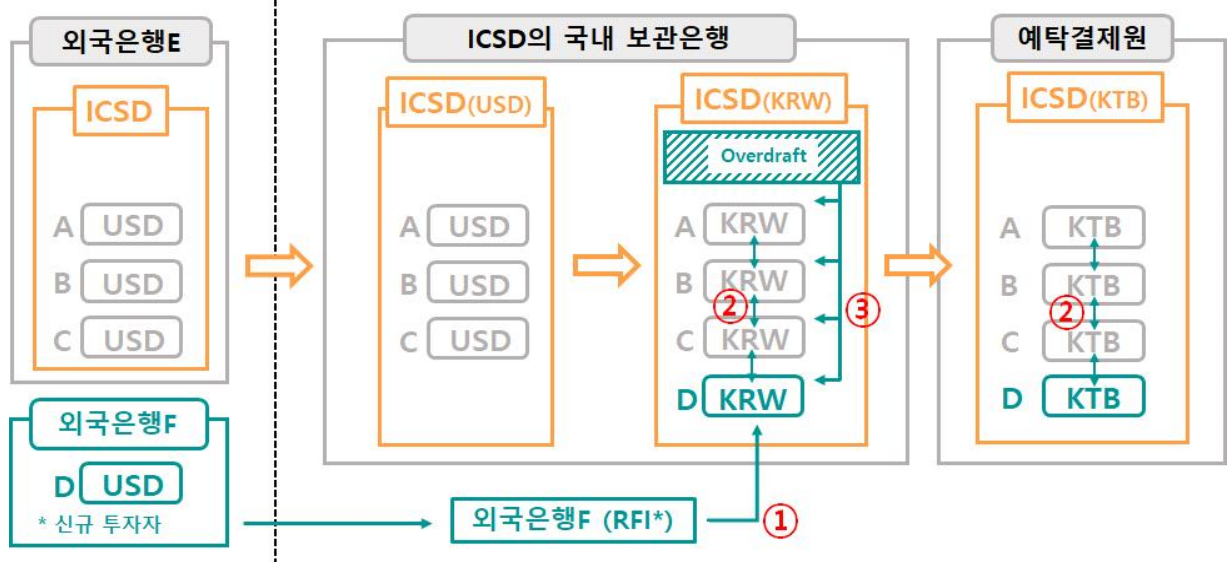 외국은행E
ICSD
A USD
B USD
C USD
외국은행F
D USD
* 신규 투자자
ICSD의 국내 보관은행
ICSD(USD)
A USD
B USD
C USD
ICSD(KRW)
Overdraft
A KRW
B KRW
②
③
C KRW
D KRW
외국은행F (RFI*)
①
예탁결제원
ICSD(KTB)
A KTB
B KTB
②
C KTB
D KTB